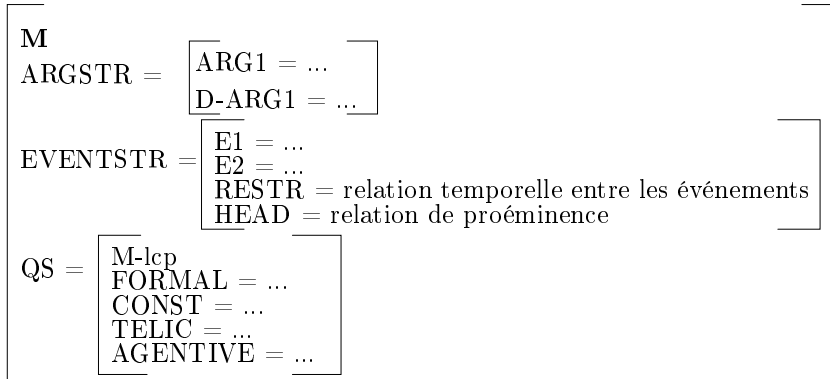 M
ARGSTR = ARG1 = ...
D-ARG1 = ...
EVENTSTR = E1 = ...
E2 = ...
RESTR = relation temporelle entre les événements
HEAD = relation de proéminence
QS = M-lcp
FORMAL = ...
CONST = ...
TELIC = ...
AGENTIVE = ...